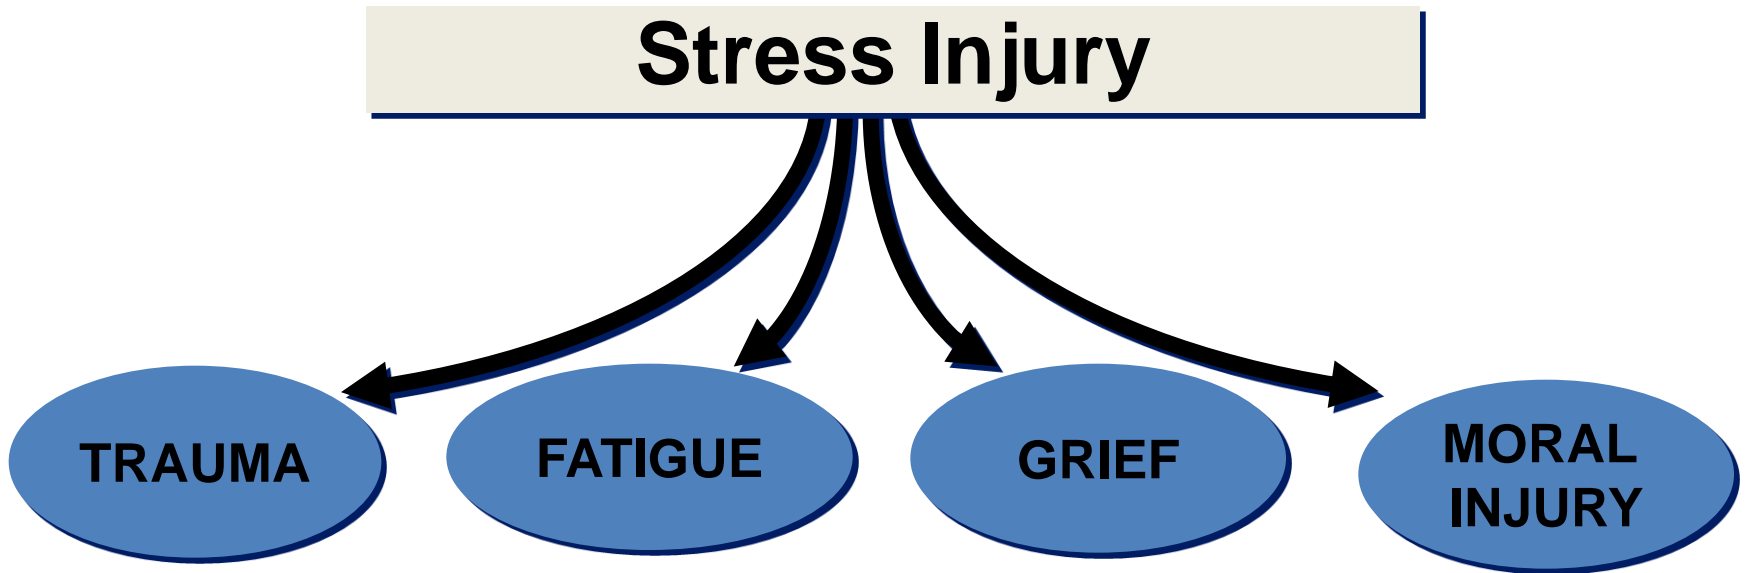 Stress Injury
TRAUMA
FATIGUE
GRIEF
MORAL
INJURY